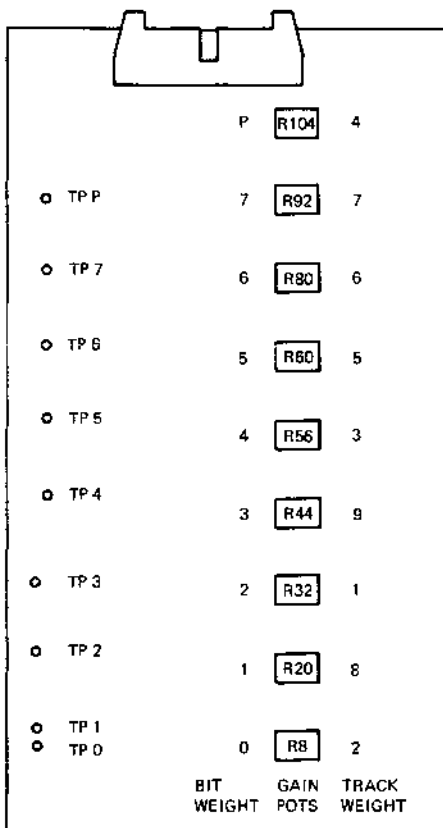 P R104 4
TP P 7 R92 7
TP 7 6 R80 6
TP 6 5 R60 5
TP 5 4 R56 3
TP 4 3 R44 9
TP 3 2 R32 1
TP 2 1 R20 8
TP 1
TP 0 0 R8 2
BIT GAIN TRACK
WEIGHT POTS WEIGHT